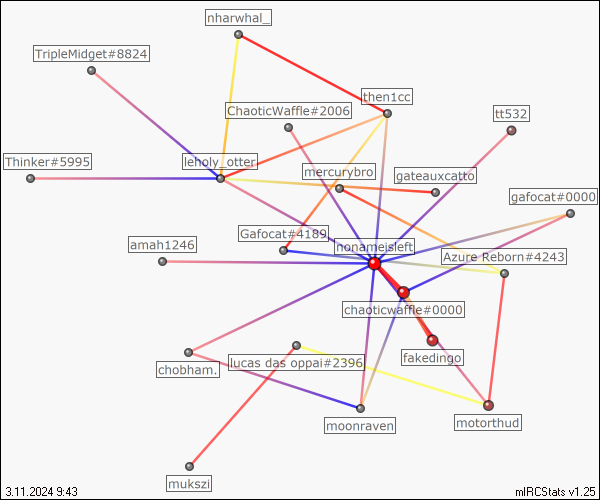 nharwhal_
TripleMidget#8824
then1cc
ChaoticWaffle#2006
tt532
Thinker#5995
leholy_otter
mercurybro
gateauxcatto
gafocat#0000
Gafocat#4189
amah1246
nonameisleft
Azure Reborn#4243
chaoticwaffle#0000
fakedingo
lucas das oppai#2396
chobham.
motorthud
moonraven
mukszi
3.11.2024 9:43
mIRCStats v1.25